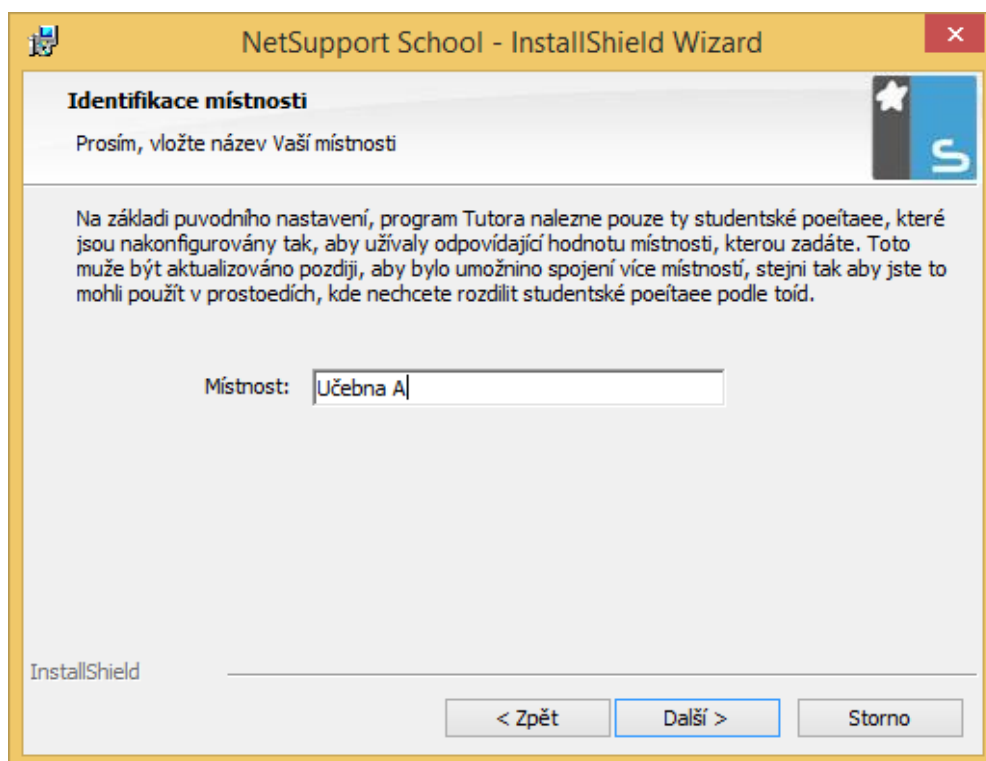 NetSupport School - InstallShield Wizard
Identifikace místnosti
Prosím, vložte název Vaší místnosti
S
Na základi puvodního nastavení, program Tutora nalezne pouze ty studentské poeítaee, které
jsou nakonfigurovány tak, aby užívaly odpovídající hodnotu místnosti, kterou zadáte. Toto
muže být aktualizováno pozdiji, aby bylo umožnino spojení více místností, stejni tak aby jste to
mohli použít v prostoedích, kde nechcete rozdilit studentské poeítaee podle toíd.
Místnost: Učebna A
InstallShield
< Zpět Další > Storno